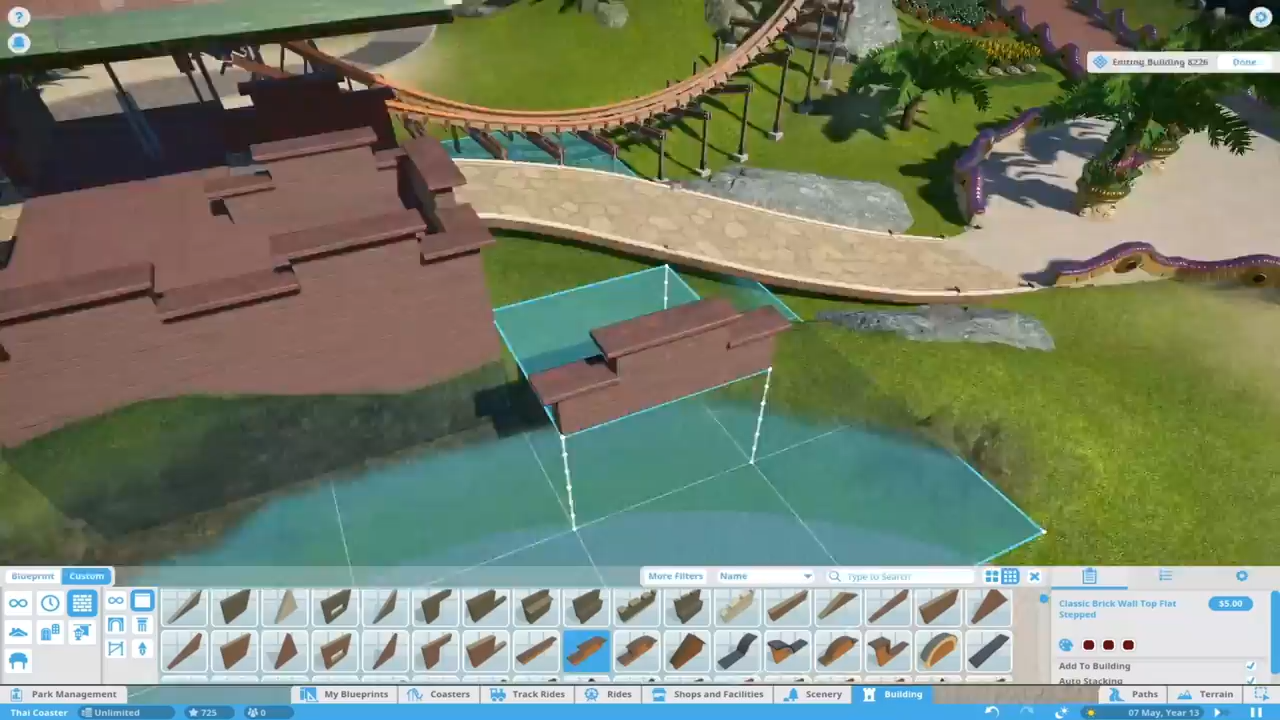 ?
Editing Building 8226 Done
Blueprint Custom
More Filters Name Type to Search
Classic Brick Wall Top Flat Stepped $5.00
Add To Building
Auto Stacking
Park Management My Blueprints Coasters Track Rides Rides Shops and Facilities Scenery Building Paths Terrain
Thai Coaster Unlimited 725 0 07 May, Year 13